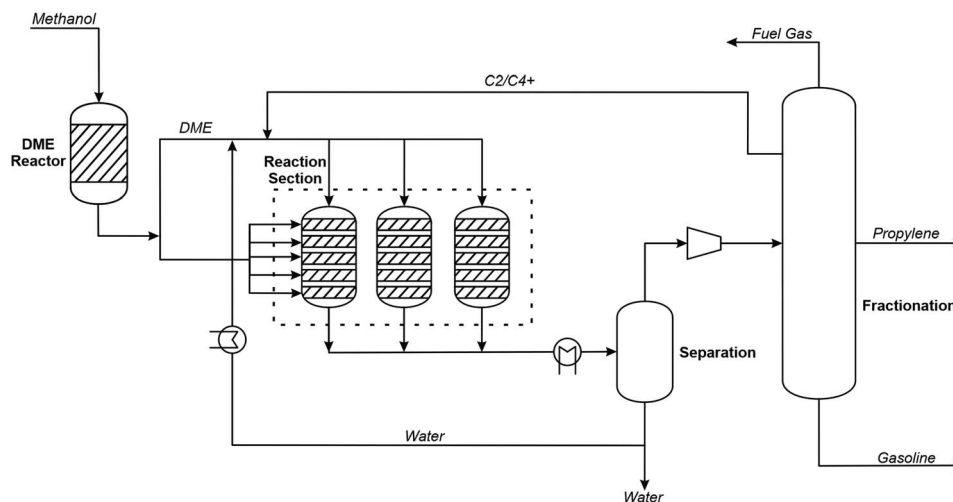 Methanol
Fuel Gas
C2/C4+
DME
DME
Reactor
Reaction
Section
Propylene
Fractionation
Separation
Water
Gasoline
Water